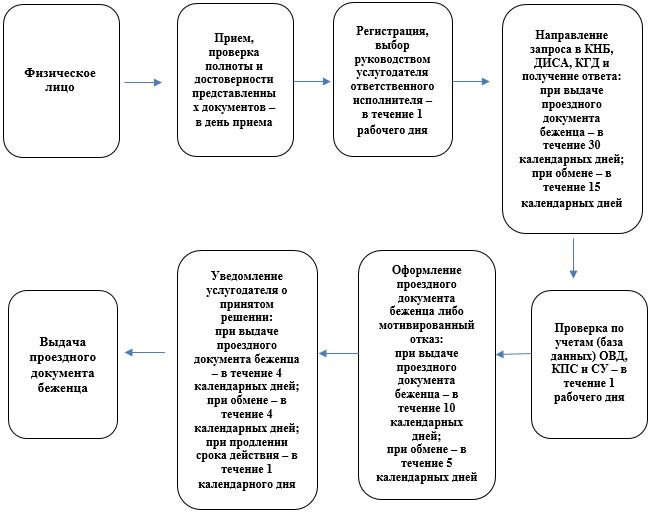 Физическое
лицо
Прием,
проверка
полноты и
достоверности
представленны
х документов –
в день приема
Регистрация,
выбор
руководством
услугодателя
ответственного
исполнителя –
в течение 1
рабочего дня
Направление
запроса в КНБ,
ДИСА, КГД и
получение ответа:
при выдаче
проездного
документа
беженца – в
течение 30
календарных дней;
при обмене – в
течение 15
календарных дней
Проверка по
учетам (база
данных) ОВД,
КПС и СУ – в
течение 1
рабочего дня
Оформление
проездного
документа
беженца либо
мотивированный
отказ:
при выдаче
проездного
документа
беженца – в
течение 10
календарных
дней;
при обмене – в
течение 5
календарных дней
Уведомление
услугодателя о
принятом
решении:
при выдаче
проездного
документа беженца
– в течение 4
календарных дней;
при обмене – в
течение 4
календарных дней;
при продлении
срока действия – в
течение 1
календарного дня
Выдача
проездного
документа
беженца